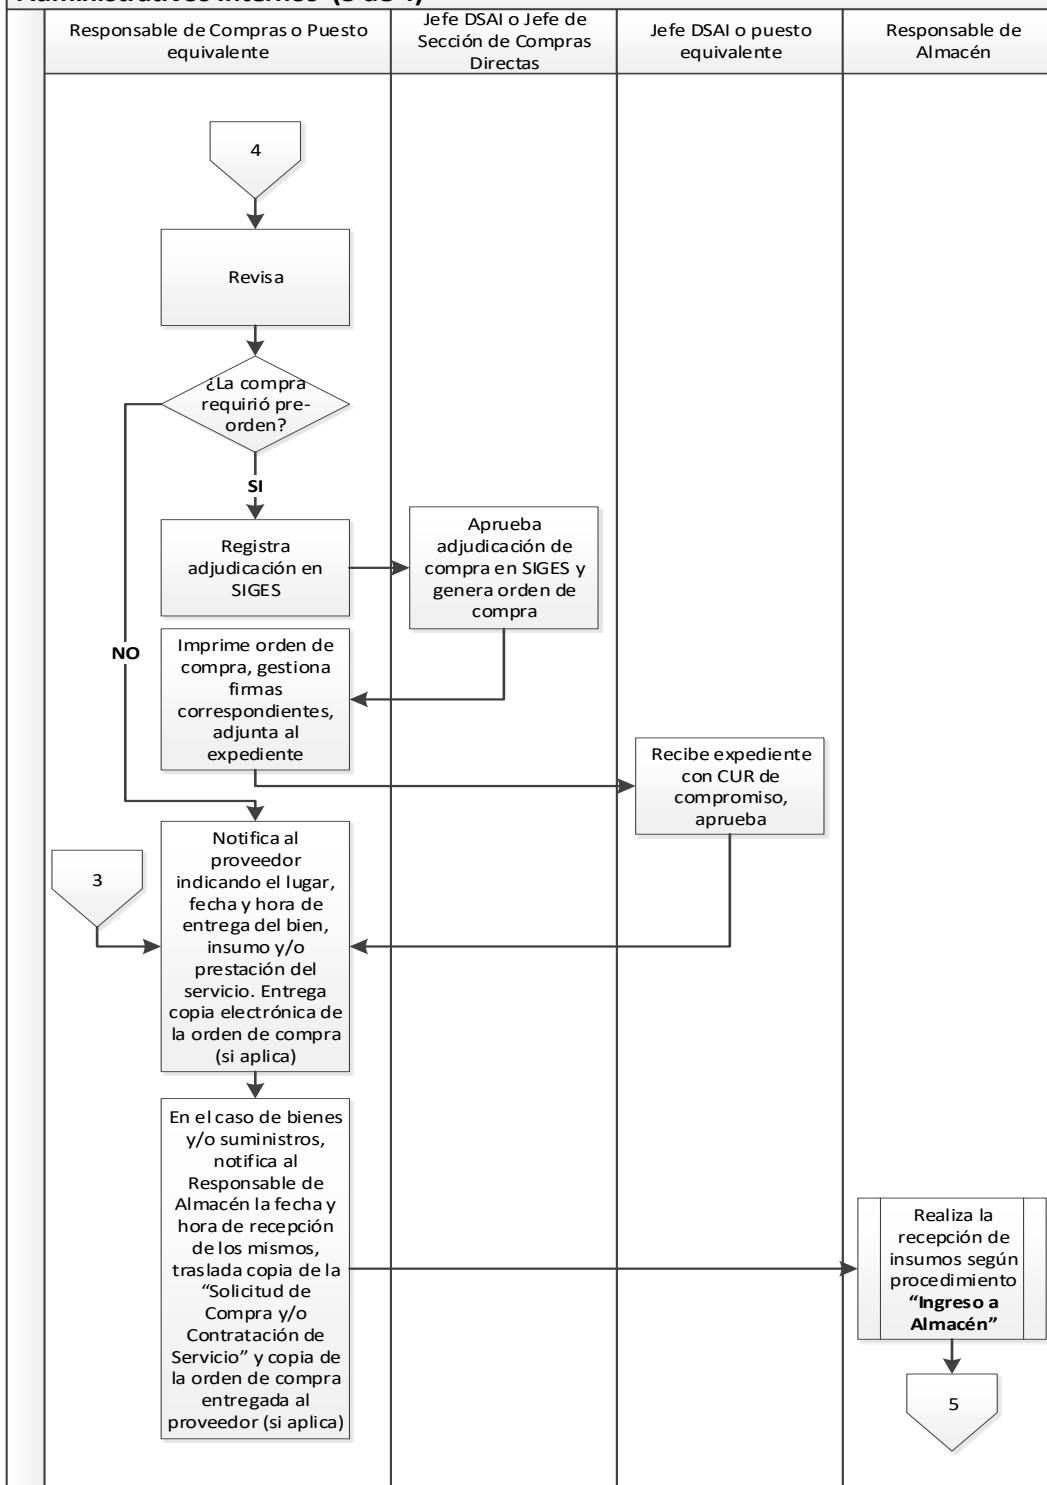 Responsable de Compras o Puesto
equivalente
Jefe DSAI o Jefe de
Sección de Compras
Directas
Jefe DSAI o puesto
equivalente
Responsable de
Almacén
4
Revisa
¿La compra
requirió pre-
orden?
SI
Registra
adjudicación en
SIGES
Aprueba
adjudicación de
compra en SIGES y
genera orden de
compra
NO
Imprime orden de
compra, gestiona
firmas
correspondientes,
adjunta al
expediente
Recibe expediente
con CUR de
compromiso,
aprueba
3
Notifica al
proveedor
indicando el lugar,
fecha y hora de
entrega del bien,
insumo y/o
prestación del
servicio. Entrega
copia electrónica de
la orden de compra
(si aplica)
En el caso de bienes
y/o suministros,
notifica al
Responsable de
Almacén la fecha y
hora de recepción
de los mismos,
traslada copia de la
“Solicitud de
Compra y/o
Contratación de
Servicio” y copia de
la orden de compra
entregada al
proveedor (si aplica)
Realiza la
recepción de
insumos según
procedimiento
“Ingreso a
Almacén”
5